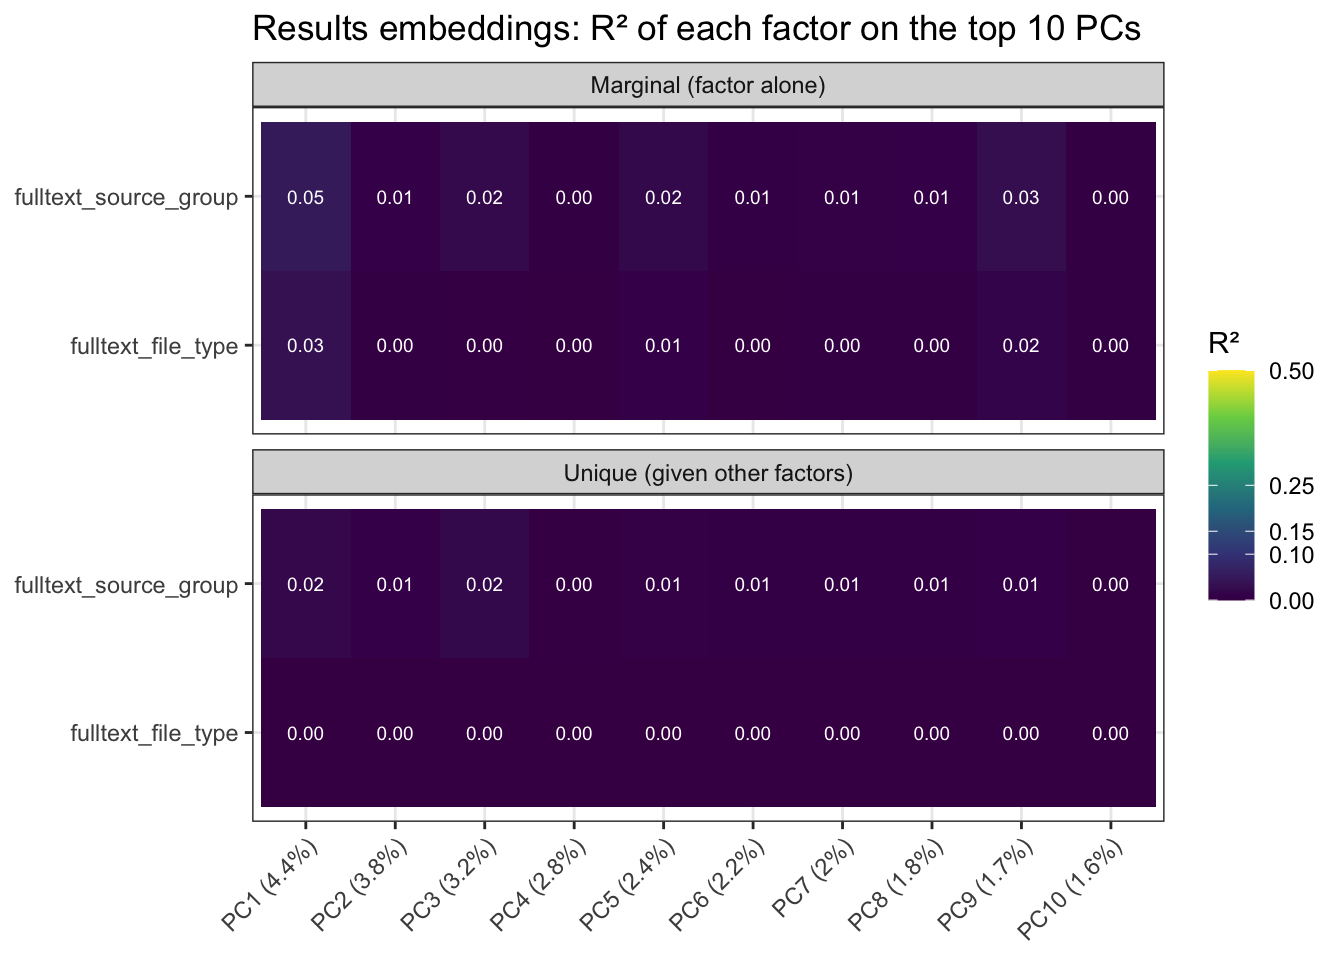 Results embeddings: R² of each factor on the top 10 PCs
Marginal (factor alone)
fulltext_source_group
0.05 0.01 0.02 0.00 0.02 0.01 0.01 0.01 0.03 0.00
fulltext_file_type
0.03 0.00 0.00 0.00 0.01 0.00 0.00 0.00 0.02 0.00
Unique (given other factors)
fulltext_source_group
0.02 0.01 0.02 0.00 0.01 0.01 0.01 0.01 0.01 0.00
fulltext_file_type
0.00 0.00 0.00 0.00 0.00 0.00 0.00 0.00 0.00 0.00
PC1 (4.4%)
PC2 (3.8%)
PC3 (3.2%)
PC4 (2.8%)
PC5 (2.4%)
PC6 (2.2%)
PC7 (2%)
PC8 (1.8%)
PC9 (1.7%)
PC10 (1.6%)
R²
0.50
0.25
0.15
0.10
0.00